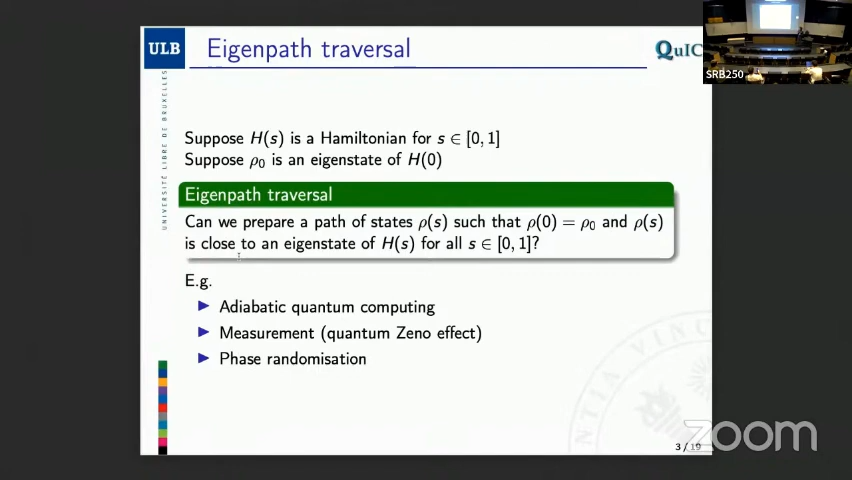 ULB
Eigenpath traversal
QuIC
SRB250
UNIVERSITÉ LIBRE DE BRUXELLES
Suppose H(s) is a Hamiltonian for s ∈ [0, 1]
Suppose ρ₀ is an eigenstate of H(0)
Eigenpath traversal
Can we prepare a path of states ρ(s) such that ρ(0) = ρ₀ and ρ(s)
is close to an eigenstate of H(s) for all s ∈ [0, 1]?
E.g.
Adiabatic quantum computing
Measurement (quantum Zeno effect)
Phase randomisation
3 / 19
zoom